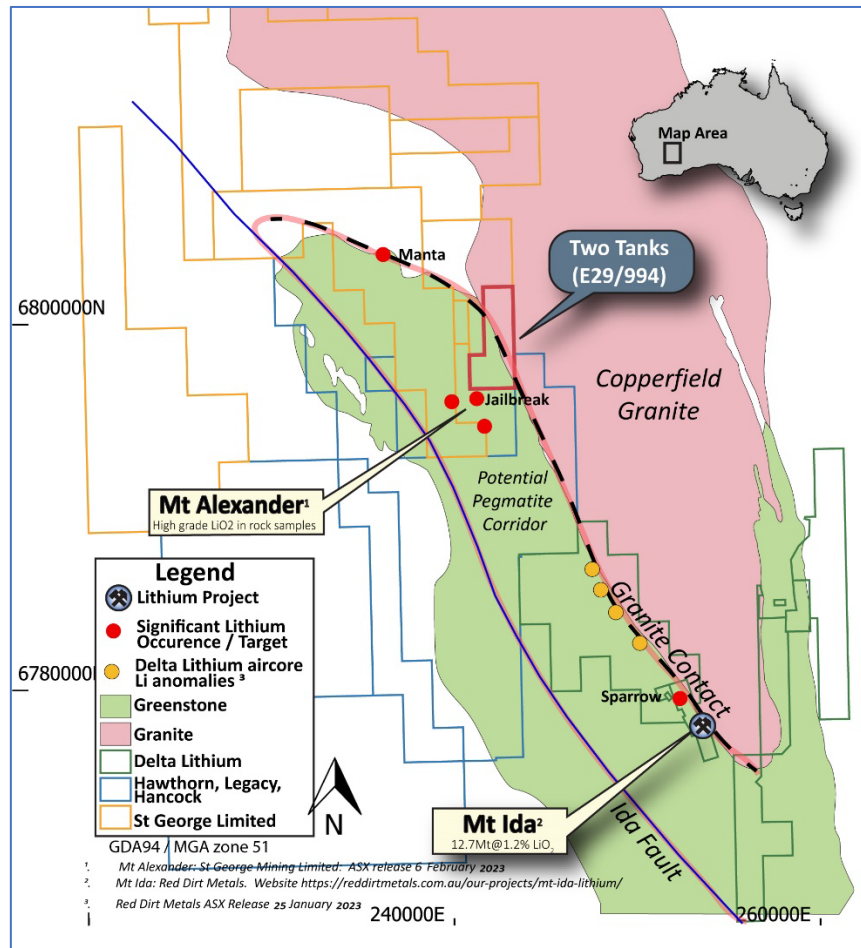 Map Area
Two Tanks
(E29/994)
Manta
6800000N
Copperfield
Granite
Jailbreak
Potential
Pegmatite
Corridor
Mt Alexander¹
High grade LiO2 in rock samples
Legend
Lithium Project
Significant Lithium
Occurence / Target
Delta Lithium aircore
Li anomalies ³
Greenstone
Granite
Delta Lithium
Hawthorn, Legacy,
Hancock
St George Limited
Granite Contact
6780000N
Sparrow
N
Mt Ida²
12.7Mt@1.2% LiO₂
Ida Fault
GDA94 / MGA zone 51
¹. Mt Alexander: St George Mining Limited: ASX release 6 February 2023
². Mt Ida: Red Dirt Metals. Website https://reddirtmetals.com.au/our-projects/mt-ida-lithium/
³. Red Dirt Metals ASX Release 25 January 2023
240000E
260000E